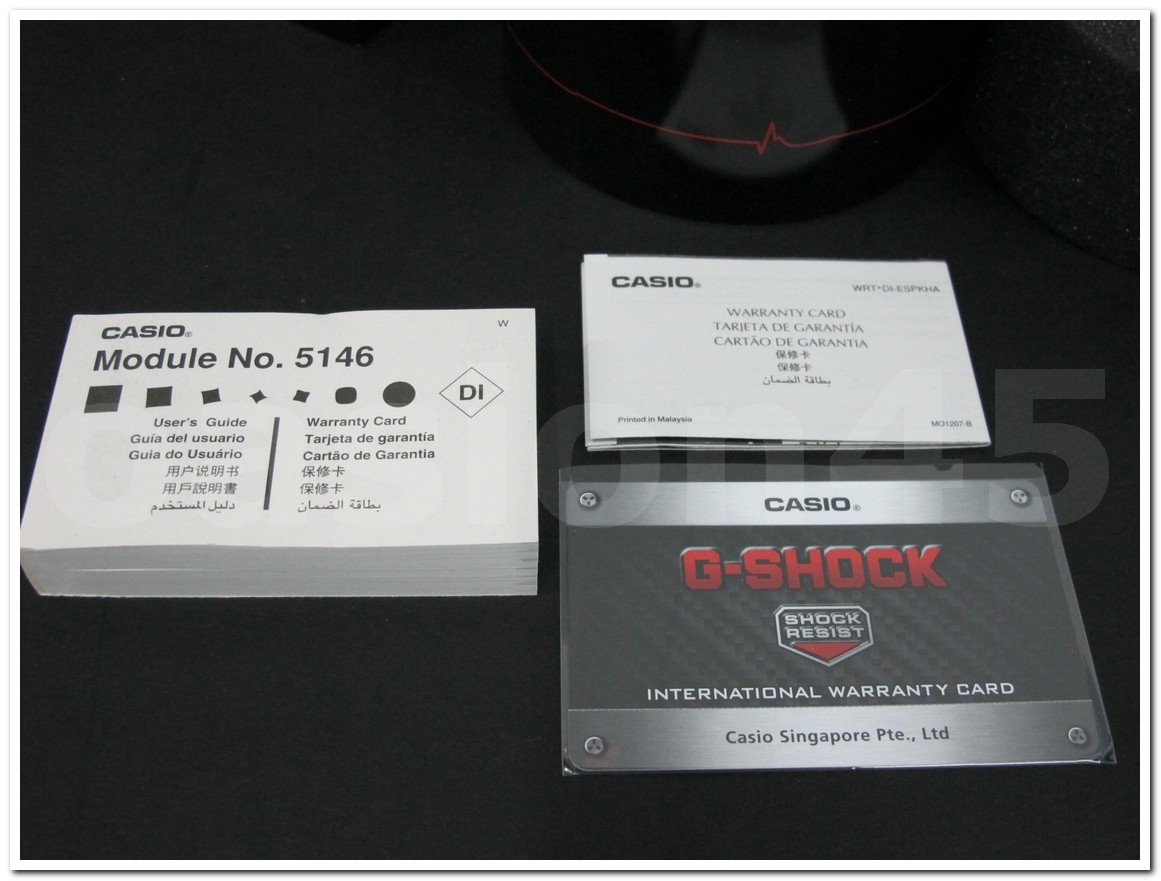 CASIO®
W
Module No. 5146
DI
User's Guide
Guía del usuario
Guia do Usuário
用户说明书
用戶說明書
دليل المستخدم
Warranty Card
Tarjeta de garantía
Cartão de Garantia
保修卡
保修卡
بطاقة الضمان
CASIO®
WRT*DI-ESPKHA
WARRANTY CARD
TARJETA DE GARANTÍA
CARTÃO DE GARANTIA
保修卡
保修卡
بطاقة الضمان
Printed in Malaysia
MO1207-B
CASIO®
G-SHOCK
SHOCK
RESIST
INTERNATIONAL WARRANTY CARD
Casio Singapore Pte., Ltd